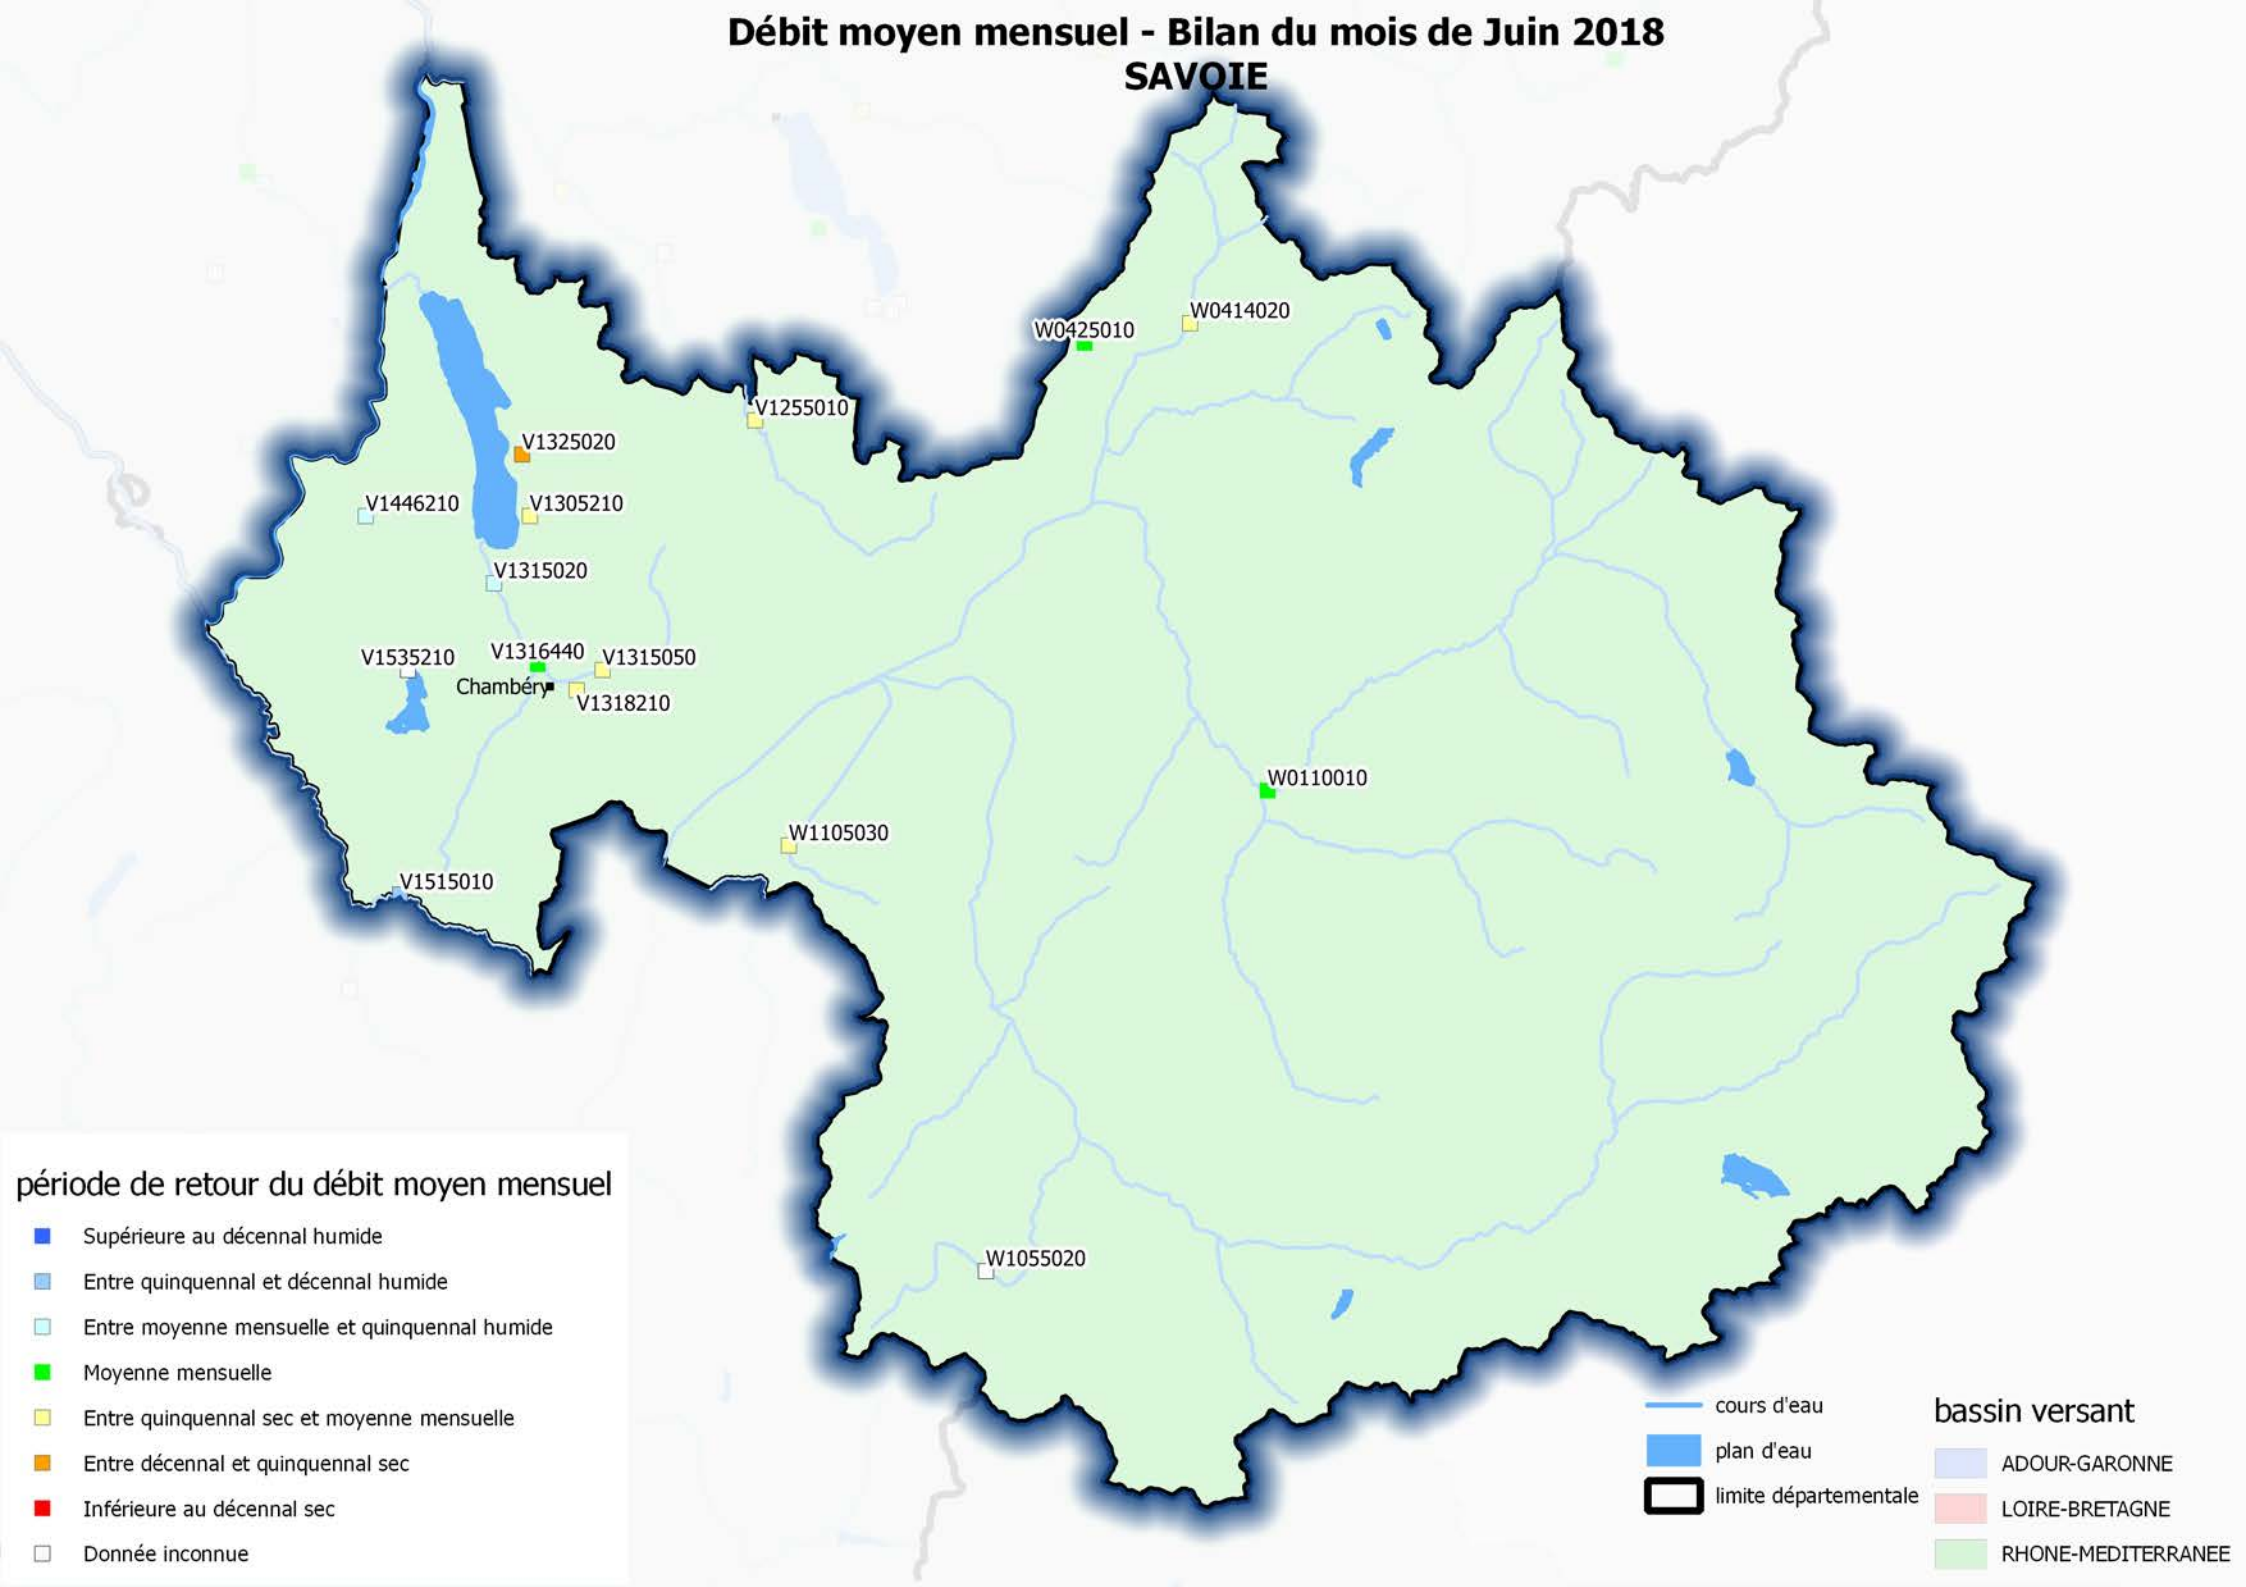 Débit moyen mensuel - Bilan du mois de Juin 2018
SAVOIE
W0414020
W0425010
V1255010
V1325020
V1446210
V1305210
V1315020
V1316440
V1535210
V1315050
Chambéry
V1318210
W0110010
W1105030
V1515010
W1055020
période de retour du débit moyen mensuel
Supérieure au décennal humide
Entre quinquennal et décennal humide
Entre moyenne mensuelle et quinquennal humide
Moyenne mensuelle
Entre quinquennal sec et moyenne mensuelle
Entre décennal et quinquennal sec
Inférieure au décennal sec
Donnée inconnue
cours d'eau
plan d'eau
limite départementale
bassin versant
ADOUR-GARONNE
LOIRE-BRETAGNE
RHONE-MEDITERRANEE